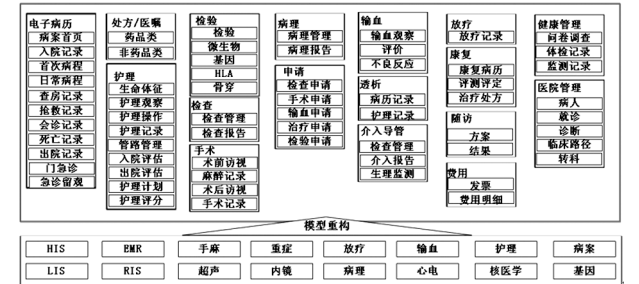 电子病历
病案首页
入院记录
首次病程
日常病程
查房记录
抢救记录
会诊记录
死亡记录
出院记录
门急诊
急诊留观
处方/医嘱
药品类
非药品类
护理
生命体征
护理观察
护理操作
护理记录
管路管理
入院评估
出院评估
护理计划
护理评分
检验
检验
微生物
基因
HLA
骨穿
检查
检查管理
检查报告
手术
术前访视
麻醉记录
术后访视
手术记录
病理
病理管理
病理报告
申请
检查申请
手术申请
输血申请
治疗申请
检验申请
输血
输血观察
评价
不良反应
透析
病历记录
护理记录
介入导管
检查管理
介入报告
生理监测
放疗
放疗记录
康复
康复病历
评测评定
治疗处方
随访
方案
结果
费用
发票
费用明细
健康管理
问卷调查
体检记录
监测记录
医院管理
病人
就诊
诊断
临床路径
转科
模型重构
HIS EMR 手麻 重症 放疗 输血 护理 病案
LIS RIS 超声 内镜 病理 心电 核医学 基因